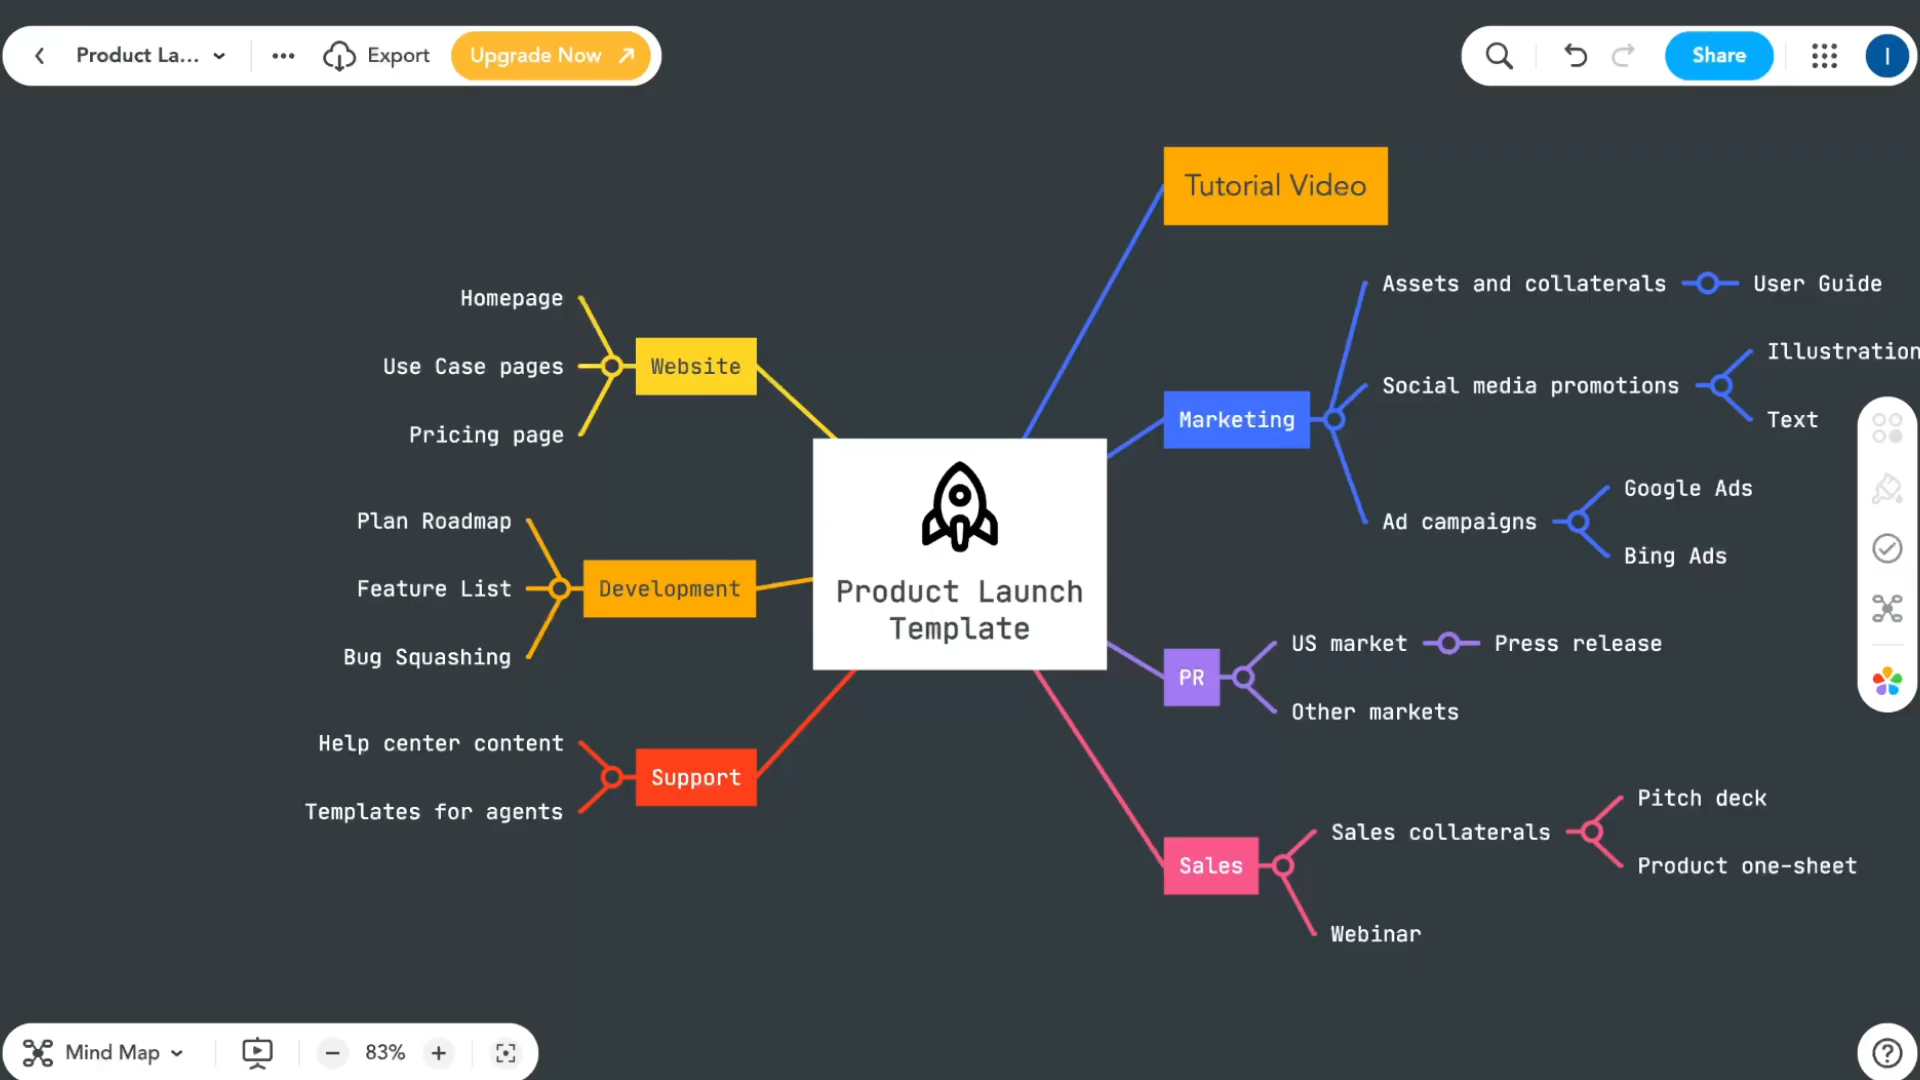 Product La...
Export
Upgrade Now
Share
I
Tutorial Video
Homepage
Use Case pages
Pricing page
Website
Assets and collaterals
User Guide
Social media promotions
Illustration
Text
Marketing
Ad campaigns
Google Ads
Bing Ads
Plan Roadmap
Feature List
Bug Squashing
Development
Product Launch
Template
US market
Press release
PR
Other markets
Help center content
Templates for agents
Support
Sales collaterals
Pitch deck
Product one-sheet
Sales
Webinar
Mind Map
83%